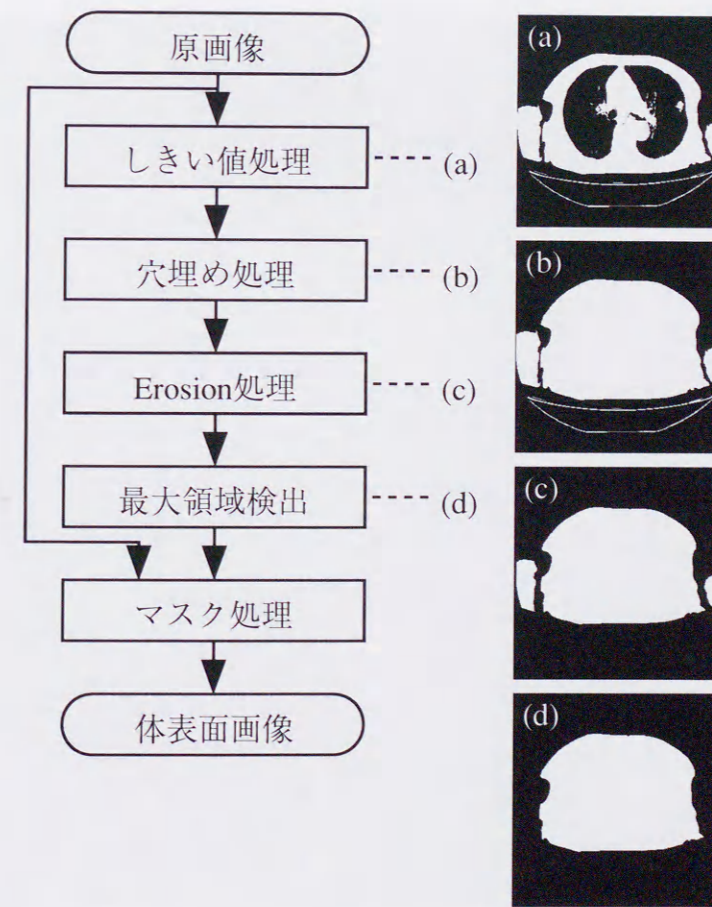 原画像
しきい値処理
(a)
穴埋め処理
(b)
Erosion処理
(c)
最大領域検出
(d)
マスク処理
体表面画像
(a)
(b)
(c)
(d)